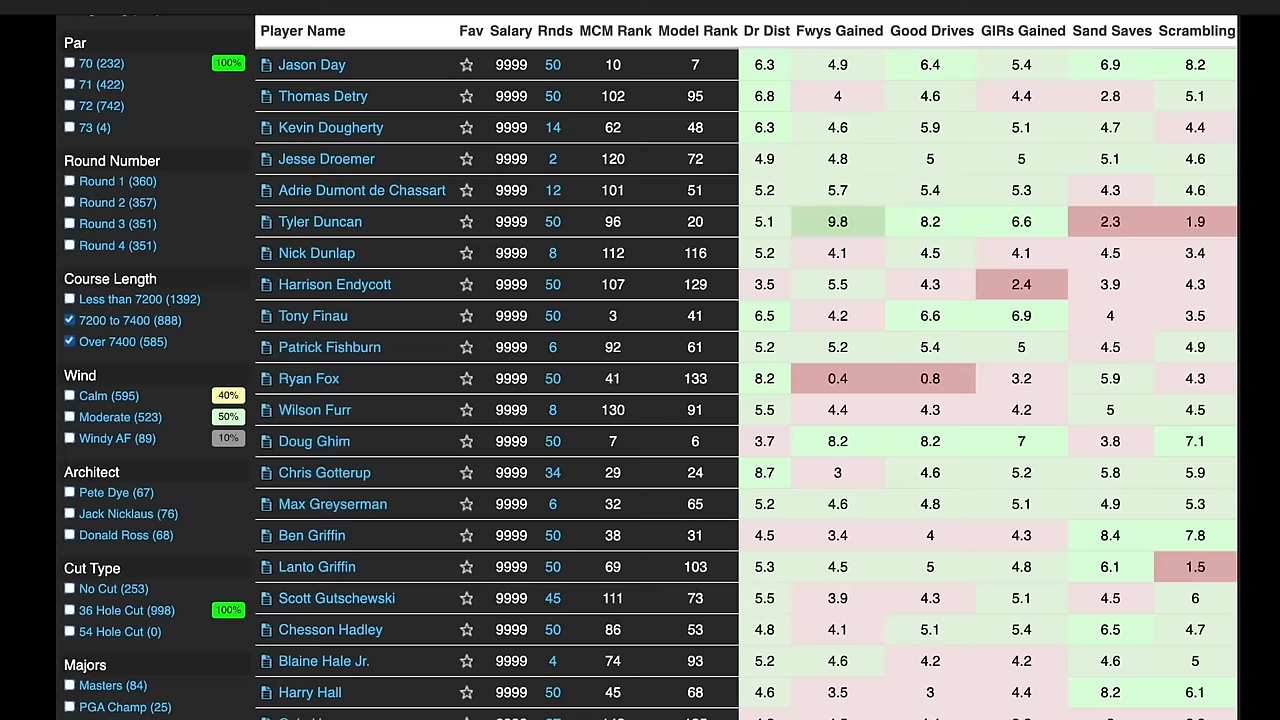 Par
70 (232) 100%
71 (422)
72 (742)
73 (4)
Round Number
Round 1 (360)
Round 2 (357)
Round 3 (351)
Round 4 (351)
Course Length
Less than 7200 (1392)
7200 to 7400 (888)
Over 7400 (585)
Wind
Calm (595) 40%
Moderate (523) 50%
Windy AF (89) 10%
Architect
Pete Dye (67)
Jack Nicklaus (76)
Donald Ross (68)
Cut Type
No Cut (253)
36 Hole Cut (998) 100%
54 Hole Cut (0)
Majors
Masters (84)
PGA Champ (25)
Player Name Fav Salary Rnds MCM Rank Model Rank Dr Dist Fwys Gained Good Drives GIRs Gained Sand Saves Scrambling
Jason Day 9999 50 10 7 6.3 4.9 6.4 5.4 6.9 8.2
Thomas Detry 9999 50 102 95 6.8 4 4.6 4.4 2.8 5.1
Kevin Dougherty 9999 14 62 48 6.3 4.6 5.9 5.1 4.7 4.4
Jesse Droemer 9999 2 120 72 4.9 4.8 5 5 5.1 4.6
Adrie Dumont de Chassart 9999 12 101 51 5.2 5.7 5.4 5.3 4.3 4.6
Tyler Duncan 9999 50 96 20 5.1 9.8 8.2 6.6 2.3 1.9
Nick Dunlap 9999 8 112 116 5.2 4.1 4.5 4.1 4.5 3.4
Harrison Endycott 9999 50 107 129 3.5 5.5 4.3 2.4 3.9 4.3
Tony Finau 9999 50 3 41 6.5 4.2 6.6 6.9 4 3.5
Patrick Fishburn 9999 6 92 61 5.2 5.2 5.4 5 4.5 4.9
Ryan Fox 9999 50 41 133 8.2 0.4 0.8 3.2 5.9 4.3
Wilson Furr 9999 8 130 91 5.5 4.4 4.3 4.2 5 4.5
Doug Ghim 9999 50 7 6 3.7 8.2 8.2 7 3.8 7.1
Chris Gotterup 9999 34 29 24 8.7 3 4.6 5.2 5.8 5.9
Max Greyserman 9999 6 32 65 5.2 4.6 4.8 5.1 4.9 5.3
Ben Griffin 9999 50 38 31 4.5 3.4 4 4.3 8.4 7.8
Lanto Griffin 9999 50 69 103 5.3 4.5 5 4.8 6.1 1.5
Scott Gutschewski 9999 45 111 73 5.5 3.9 4.3 5.1 4.5 6
Chesson Hadley 9999 50 86 53 4.8 4.1 5.1 5.4 6.5 4.7
Blaine Hale Jr. 9999 4 74 93 5.2 4.6 4.2 4.2 4.6 5
Harry Hall 9999 50 45 68 4.6 3.5 3 4.4 8.2 6.1